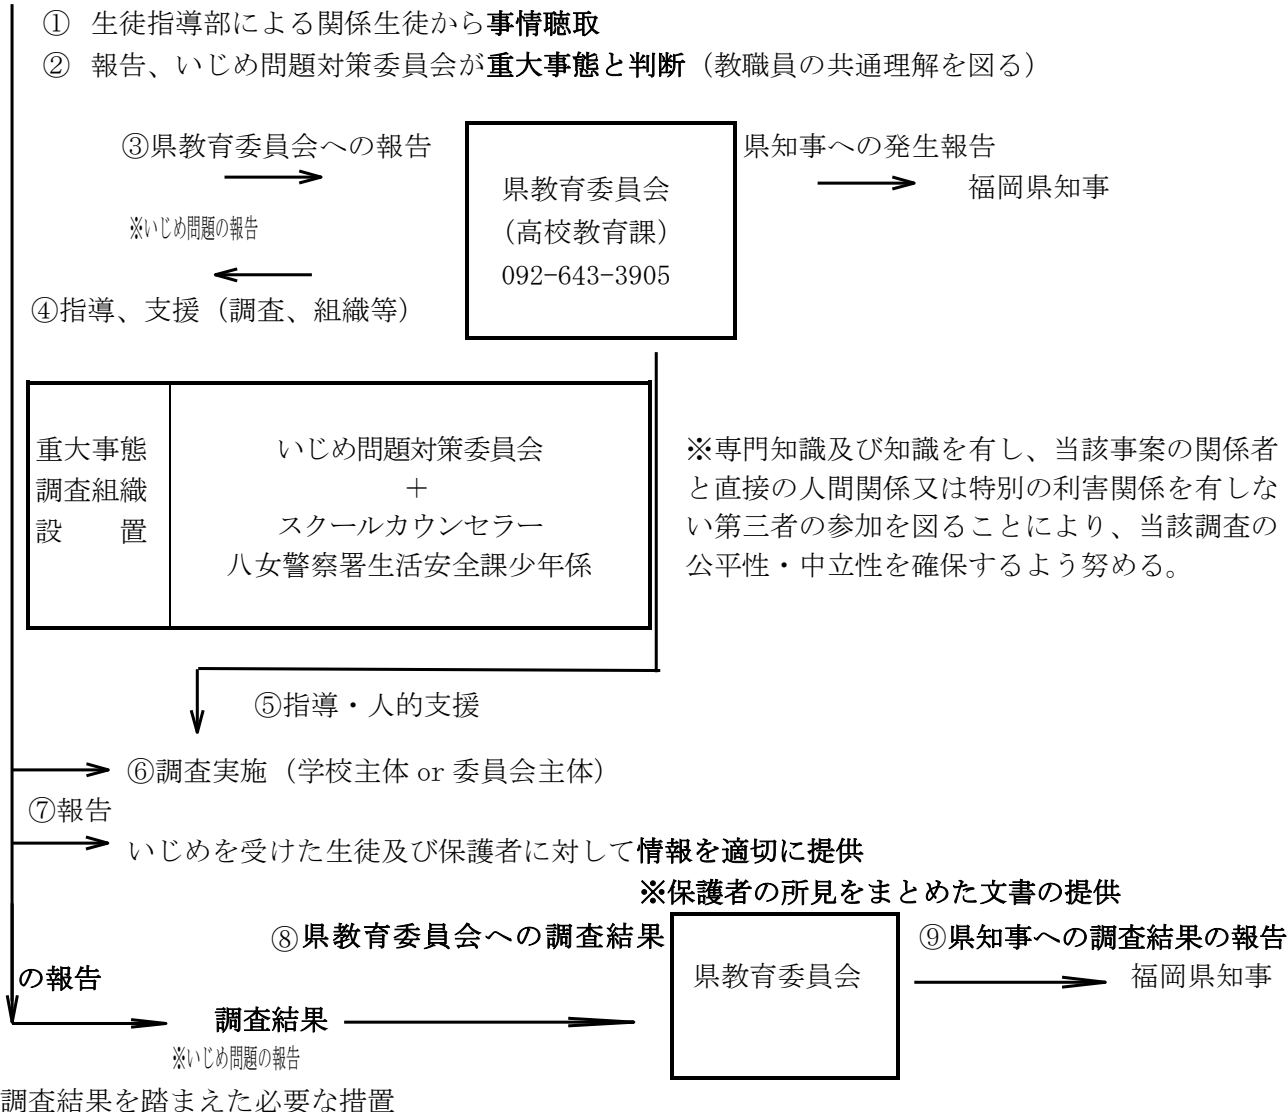 ① 生徒指導部による関係生徒から事情聴取
② 報告、いじめ問題対策委員会が重大事態と判断（教職員の共通理解を図る）
③県教育委員会への報告
※いじめ問題の報告
④指導、支援（調査、組織等）
県教育委員会
（高校教育課）
092-643-3905
県知事への発生報告
福岡県知事
重大事態
調査組織
設　　置
いじめ問題対策委員会
＋
スクールカウンセラー
八女警察署生活安全課少年係
※専門知識及び知識を有し、当該事案の関係者
と直接の人間関係又は特別の利害関係を有しな
い第三者の参加を図ることにより、当該調査の
公平性・中立性を確保するよう努める。
⑤指導・人的支援
⑥調査実施（学校主体 or 委員会主体）
⑦報告
いじめを受けた生徒及び保護者に対して情報を適切に提供
※保護者の所見をまとめた文書の提供
⑧県教育委員会への調査結果
の報告
調査結果
※いじめ問題の報告
県教育委員会
⑨県知事への調査結果の報告
福岡県知事
調査結果を踏まえた必要な措置